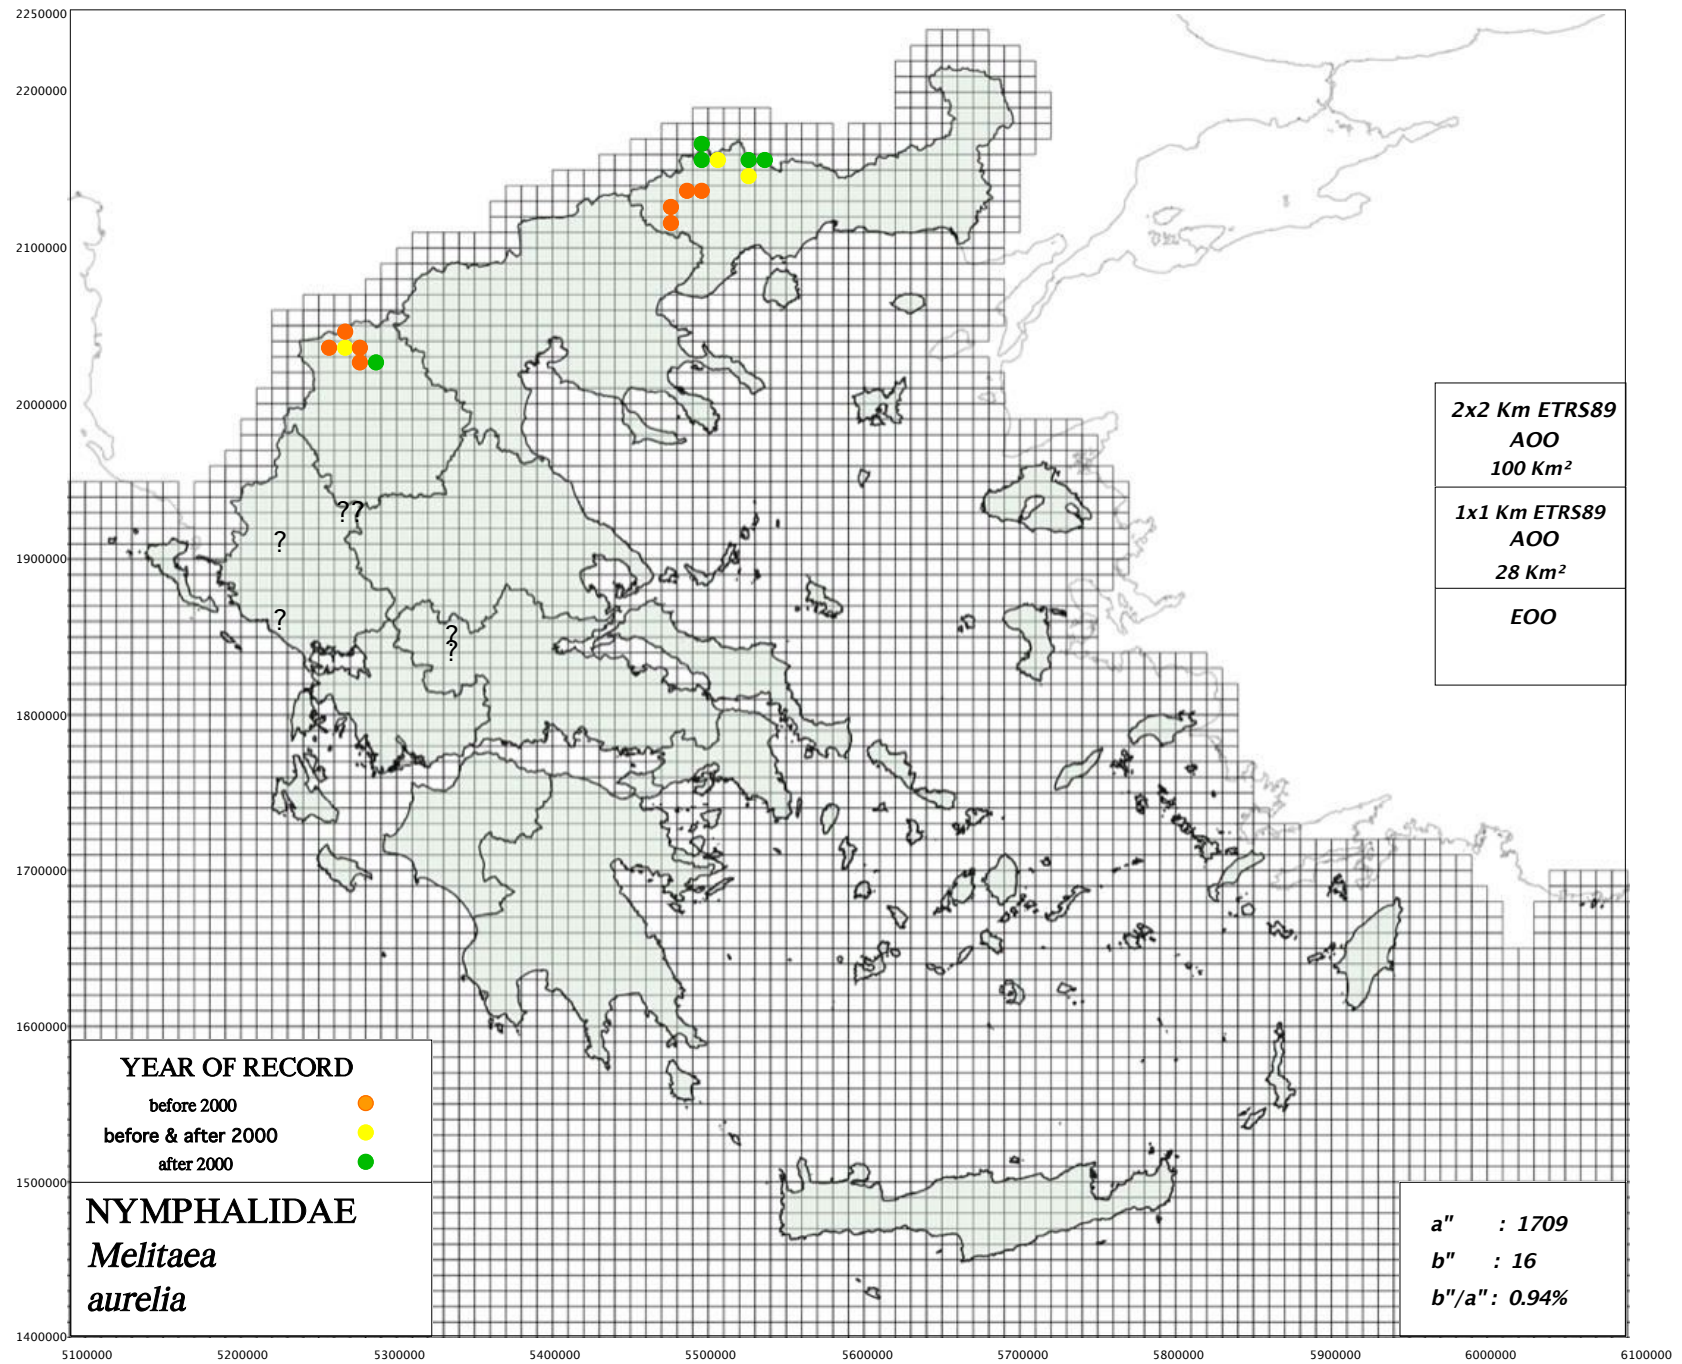 2250000
2200000
2100000
2000000
1900000
1800000
1700000
1600000
1500000
1400000
2x2 Km ETRS89
AOO
100 Km²
1x1 Km ETRS89
AOO
28 Km²
EOO
??
?
?
?
?
YEAR OF RECORD
before 2000
before & after 2000
after 2000
NYMPHALIDAE
Melitaea
aurelia
a" : 1709
b" : 16
b"/a" : 0.94%
5100000 5200000 5300000 5400000 5500000 5600000 5700000 5800000 5900000 6000000 6100000